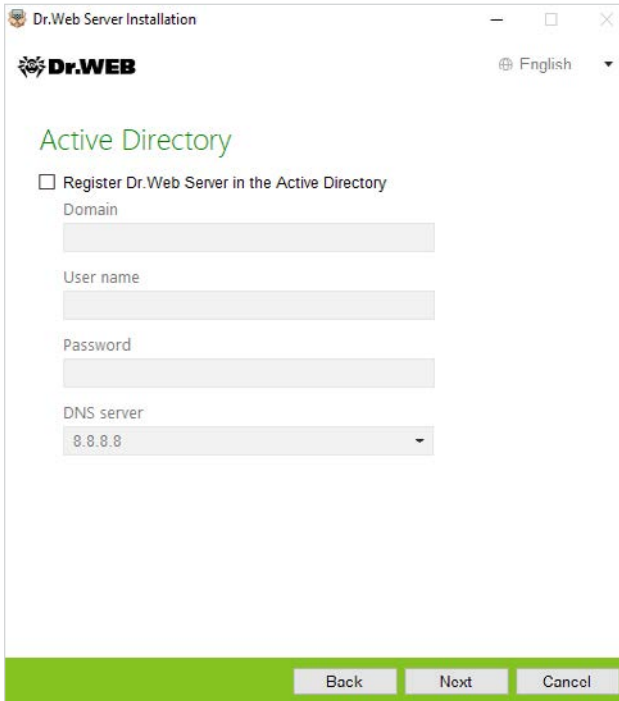 Dr.Web Server Installation
Dr.WEB
English
Active Directory
Register Dr.Web Server in the Active Directory
Domain
User name
Password
DNS server
8.8.8.8
Back Next Cancel